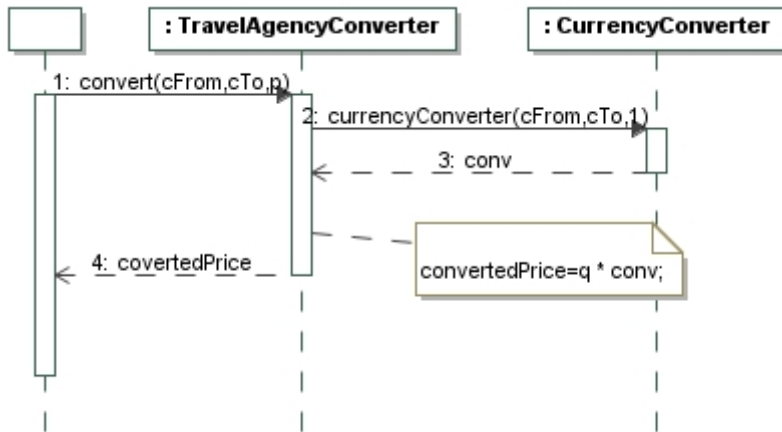 : TravelAgencyConverter
: CurrencyConverter
1: convert(cFrom,cTo,p)
2: currencyConverter(cFrom,cTo,1)
3: conv
4: covertedPrice
convertedPrice=q * conv;